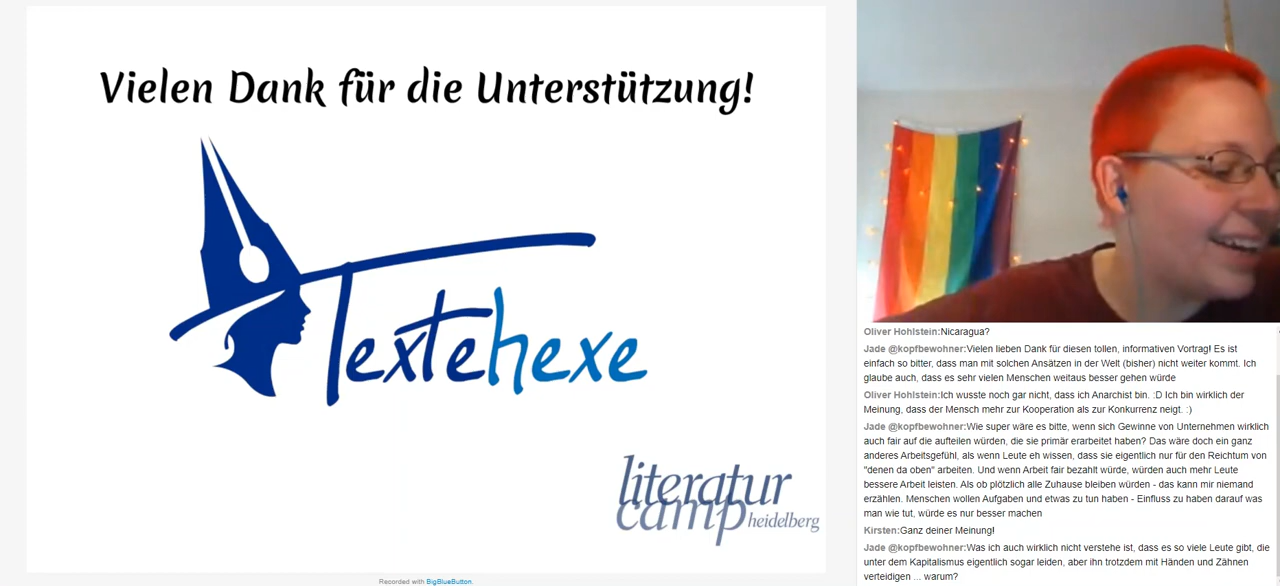 Vielen Dank für die Unterstützung!
Textehexe
literatur
camp heidelberg
Recorded with BigBlueButton.
Oliver Hohlstein:Nicaragua?
Jade @kopfbewohner:Vielen lieben Dank für diesen tollen, informativen Vortrag! Es ist
einfach so bitter, dass man mit solchen Ansätzen in der Welt (bisher) nicht weiter kommt. Ich
glaube auch, dass es sehr vielen Menschen weitaus besser gehen würde
Oliver Hohlstein:Ich wusste noch gar nicht, dass ich Anarchist bin. :D Ich bin wirklich der
Meinung, dass der Mensch mehr zur Kooperation als zur Konkurrenz neigt. :)
Jade @kopfbewohner:Wie super wäre es bitte, wenn sich Gewinne von Unternehmen wirklich
auch fair auf die aufteilen würden, die sie primär erarbeitet haben? Das wäre doch ein ganz
anderes Arbeitsgefühl, als wenn Leute eh wissen, dass sie eigentlich nur für den Reichtum von
"denen da oben" arbeiten. Und wenn Arbeit fair bezahlt würde, würden auch mehr Leute
bessere Arbeit leisten. Als ob plötzlich alle Zuhause bleiben würden - das kann mir niemand
erzählen. Menschen wollen Aufgaben und etwas zu tun haben - Einfluss zu haben darauf was
man wie tut, würde es nur besser machen
Kirsten:Ganz deiner Meinung!
Jade @kopfbewohner:Was ich auch wirklich nicht verstehe ist, dass es so viele Leute gibt, die
unter dem Kapitalismus eigentlich sogar leiden, aber ihn trotzdem mit Händen und Zähnen
verteidigen ... warum?